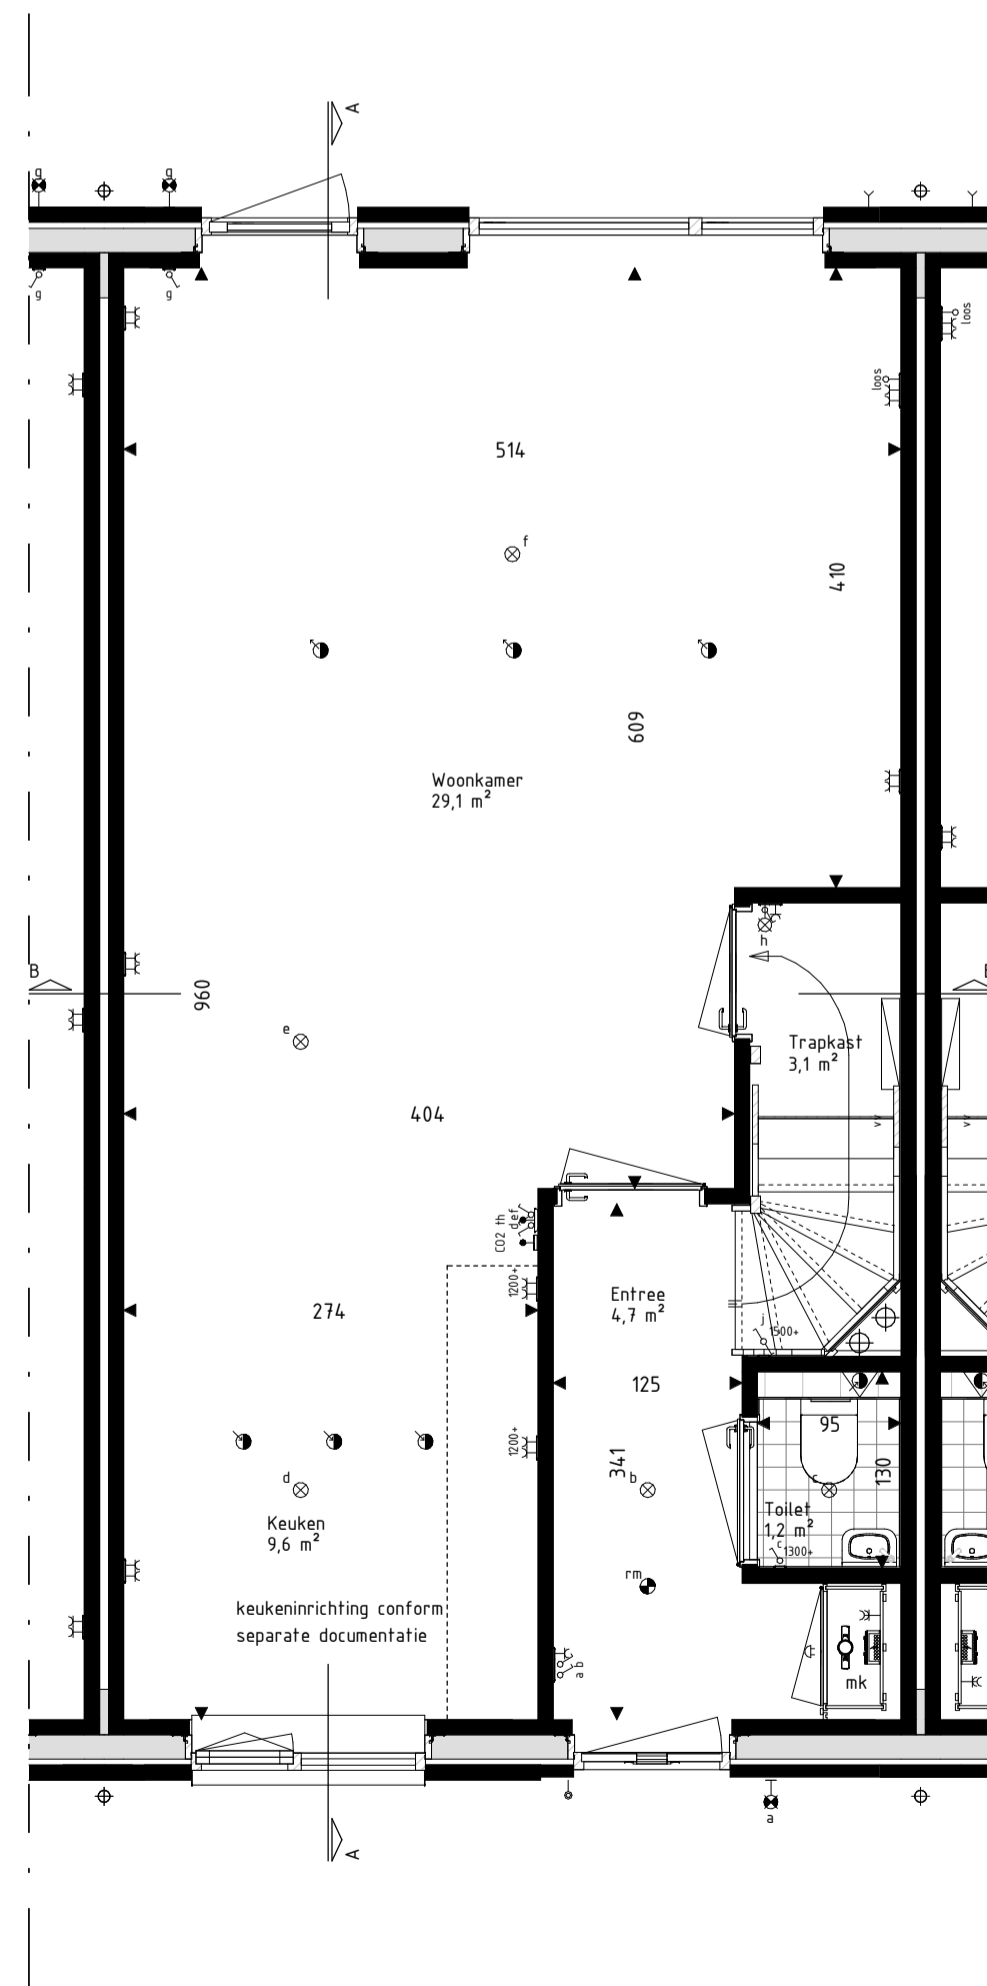 A
g
g
g
g
loos
loos
514
f
410
609
Woonkamer
29,1 m²
h
B
960
e
Trapkast
3,1 m²
404
vv
vv
CO2 th
d e f
1200+
Entree
4,7 m²
274
j
1500+
125
95
1200+
341
130
d
b
c
Keuken
9,6 m²
Toilet
1,2 m²
c
1300+
rm
keukeninrichting conform
separate documentatie
a b
mk
a
A